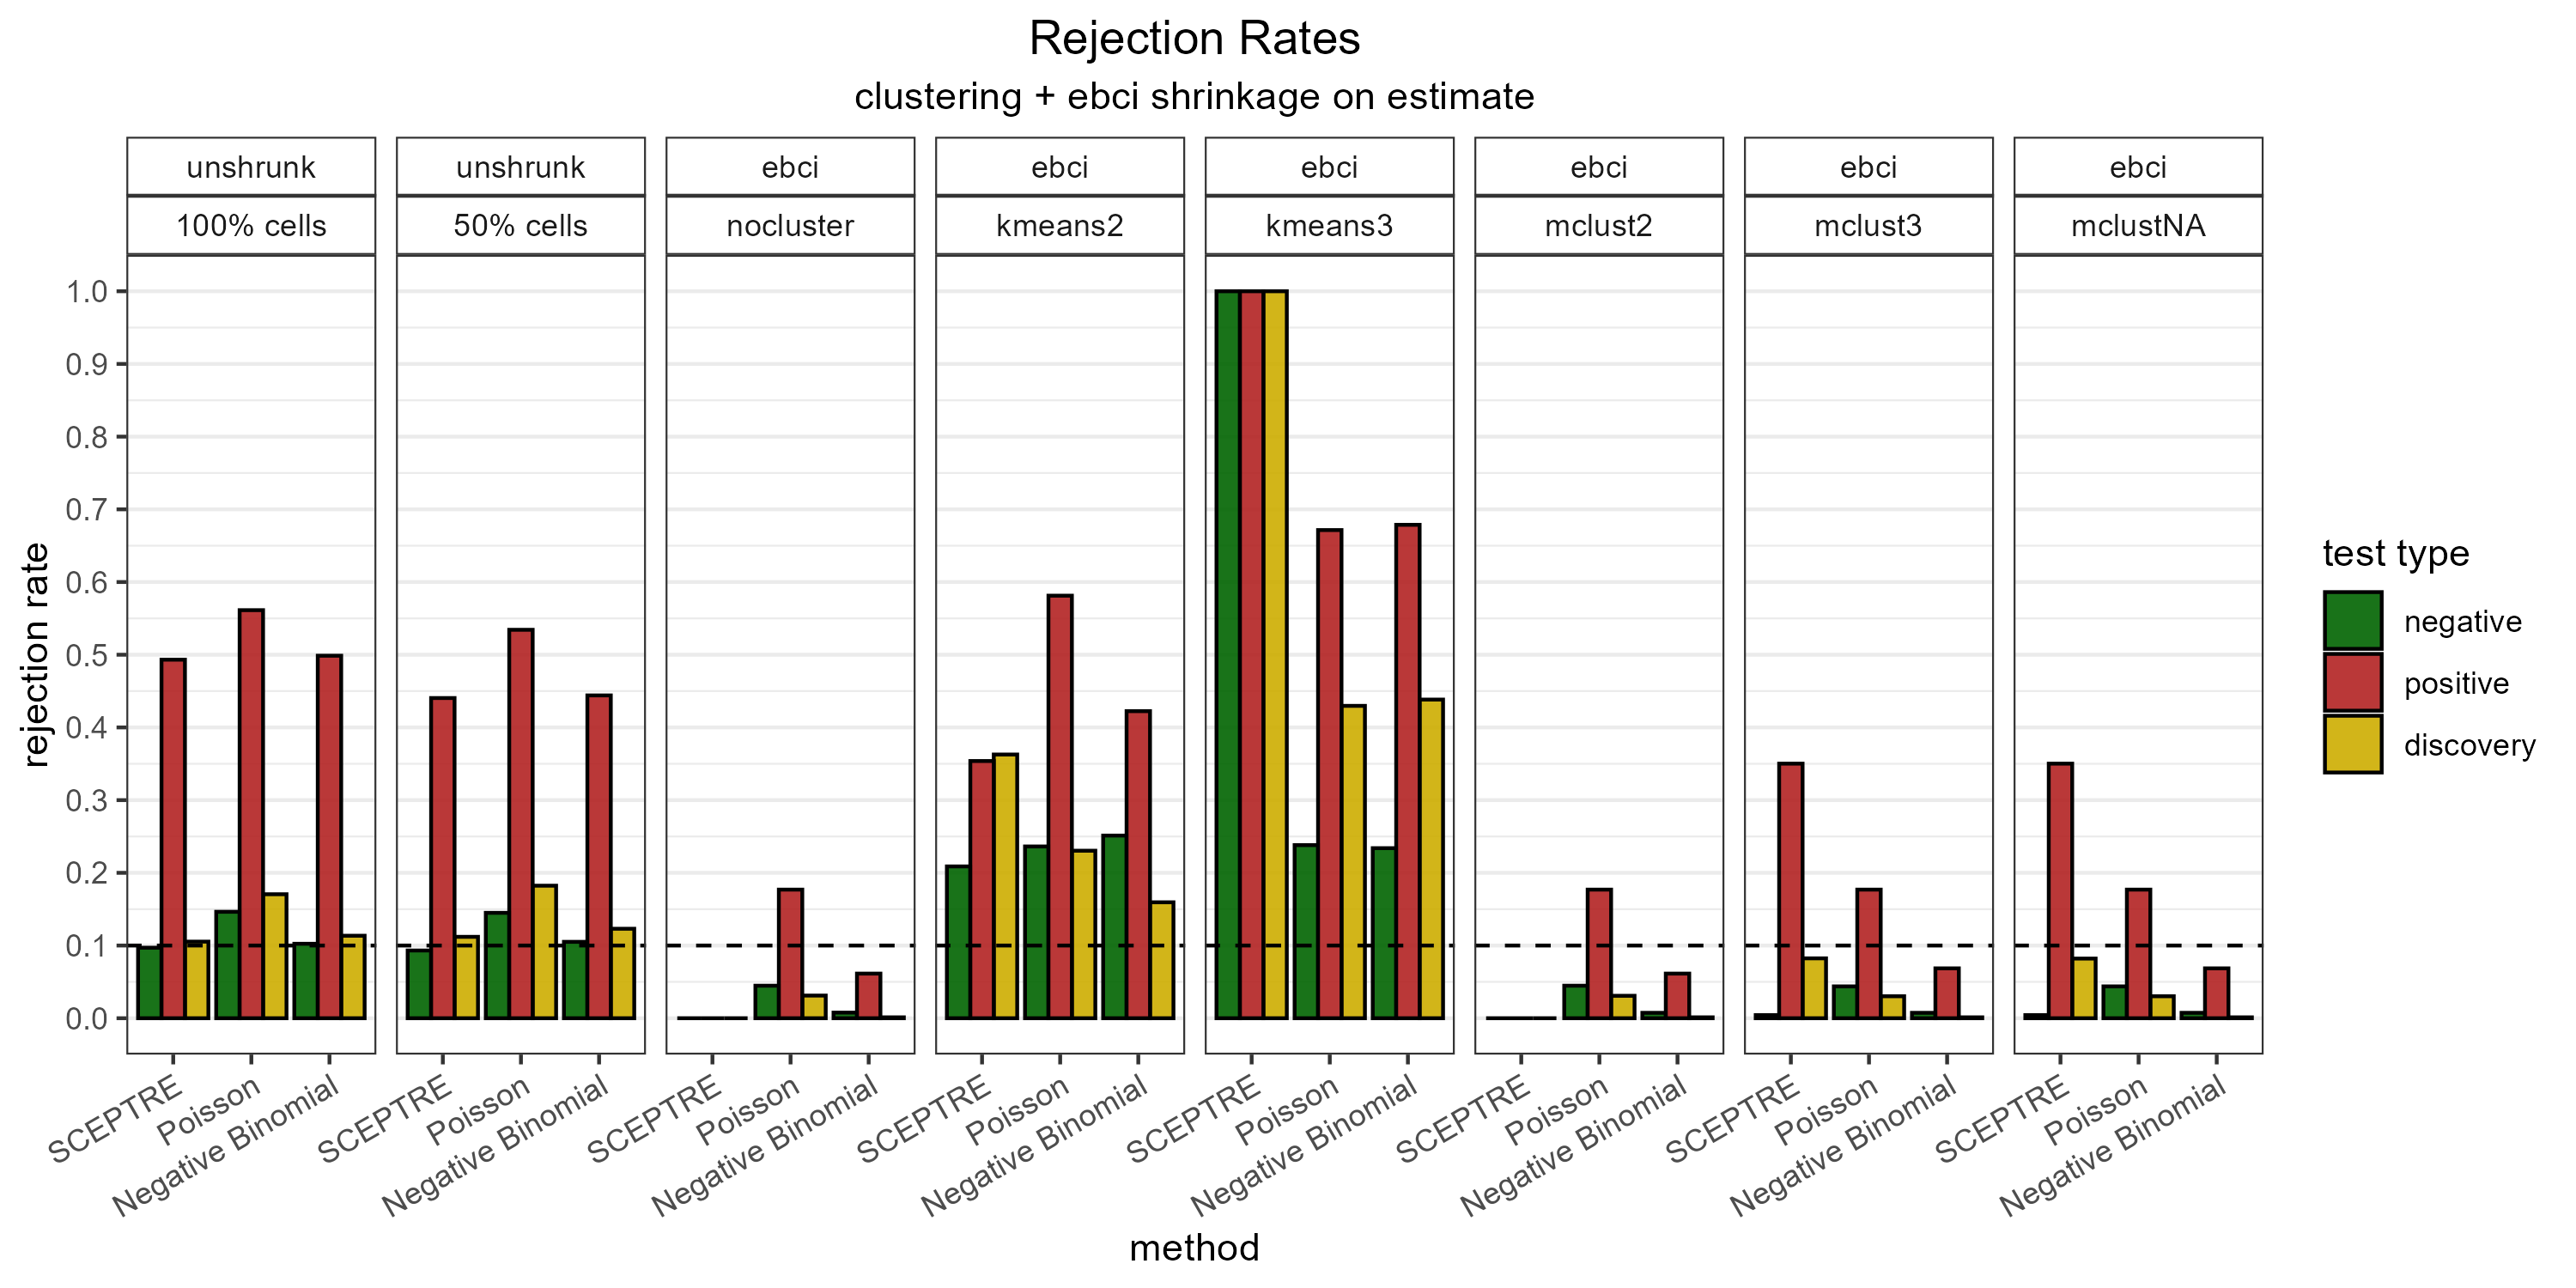 Rejection Rates
clustering + ebci shrinkage on estimate
unshrunk unshrunk ebci ebci ebci ebci ebci ebci
100% cells 50% cells nocluster kmeans2 kmeans3 mclust2 mclust3 mclustNA
rejection rate
1.0
0.9
0.8
0.7
0.6
0.5
0.4
0.3
0.2
0.1
0.0
SCEPTRE Poisson Negative Binomial
SCEPTRE Poisson Negative Binomial
SCEPTRE Poisson Negative Binomial
SCEPTRE Poisson Negative Binomial
SCEPTRE Poisson Negative Binomial
SCEPTRE Poisson Negative Binomial
SCEPTRE Poisson Negative Binomial
SCEPTRE Poisson Negative Binomial
method
test type
negative
positive
discovery